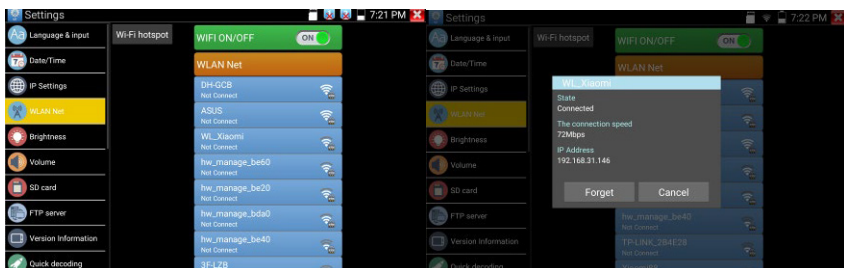 Settings
7:21 PM
Language & input
Wi-Fi hotspot
WIFI ON/OFF
ON
Date/Time
WLAN Net
IP Settings
DH-GCB
Not Connect
WLAN Net
ASUS
Not Connect
Brightness
WL_Xiaomi
Not Connect
Volume
hw_manage_be60
Not Connect
SD card
hw_manage_be20
Not Connect
FTP server
hw_manage_bda0
Not Connect
Version Information
hw_manage_be40
Not Connect
Quick decoding
3F-LZB
Settings
7:22 PM
Language & input
Wi-Fi hotspot
WIFI ON/OFF
ON
Date/Time
WLAN Net
IP Settings
WLAN Net
Brightness
Volume
SD card
FTP server
Version Information
Quick decoding
WL_Xiaomi
State
Connected
The connection speed
72Mbps
IP Address
192.168.31.146
Forget
Cancel
hw_manage_be40
Not Connect
TP-LINK_2B4E28
Not Connect